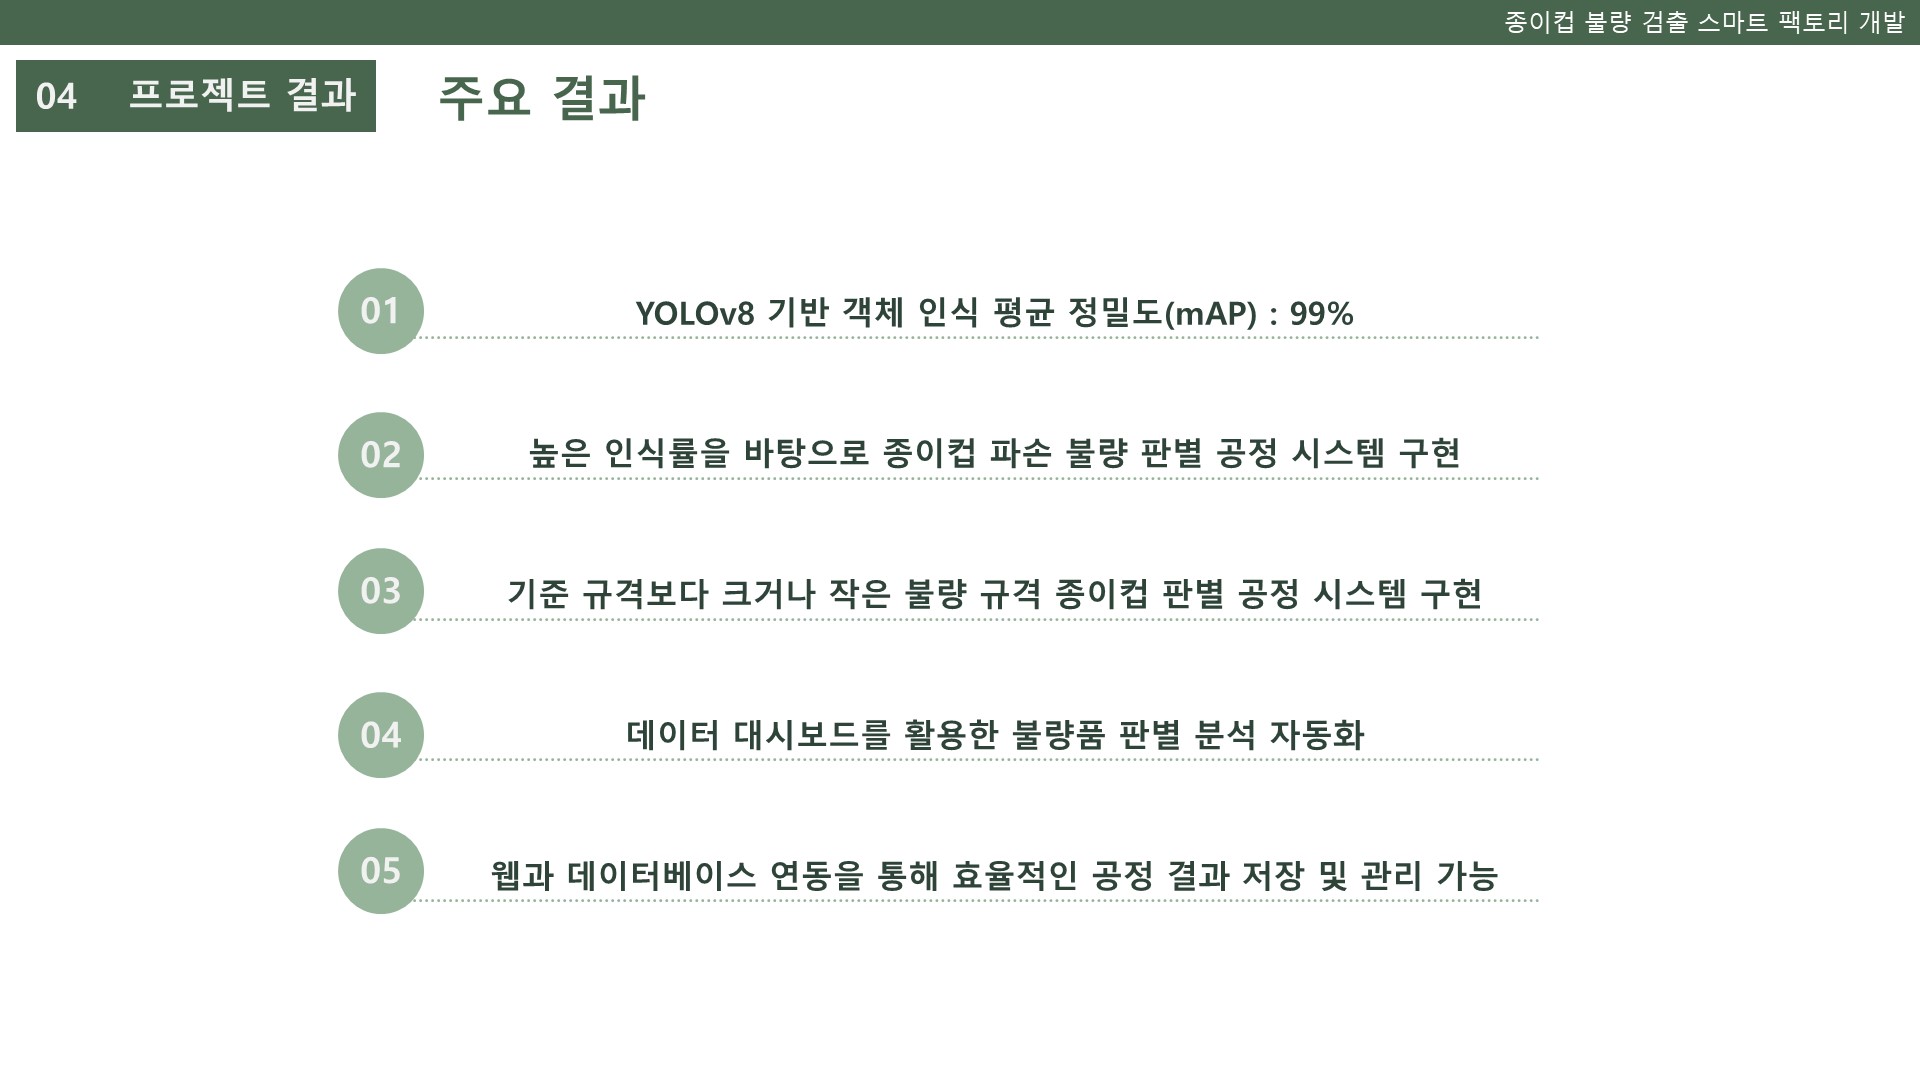 종이컵 불량 검출 스마트 팩토리 개발
04 프로젝트 결과
주요 결과
01 YOLOv8 기반 객체 인식 평균 정밀도(mAP) : 99%
02 높은 인식률을 바탕으로 종이컵 파손 불량 판별 공정 시스템 구현
03 기준 규격보다 크거나 작은 불량 규격 종이컵 판별 공정 시스템 구현
04 데이터 대시보드를 활용한 불량품 판별 분석 자동화
05 웹과 데이터베이스 연동을 통해 효율적인 공정 결과 저장 및 관리 가능